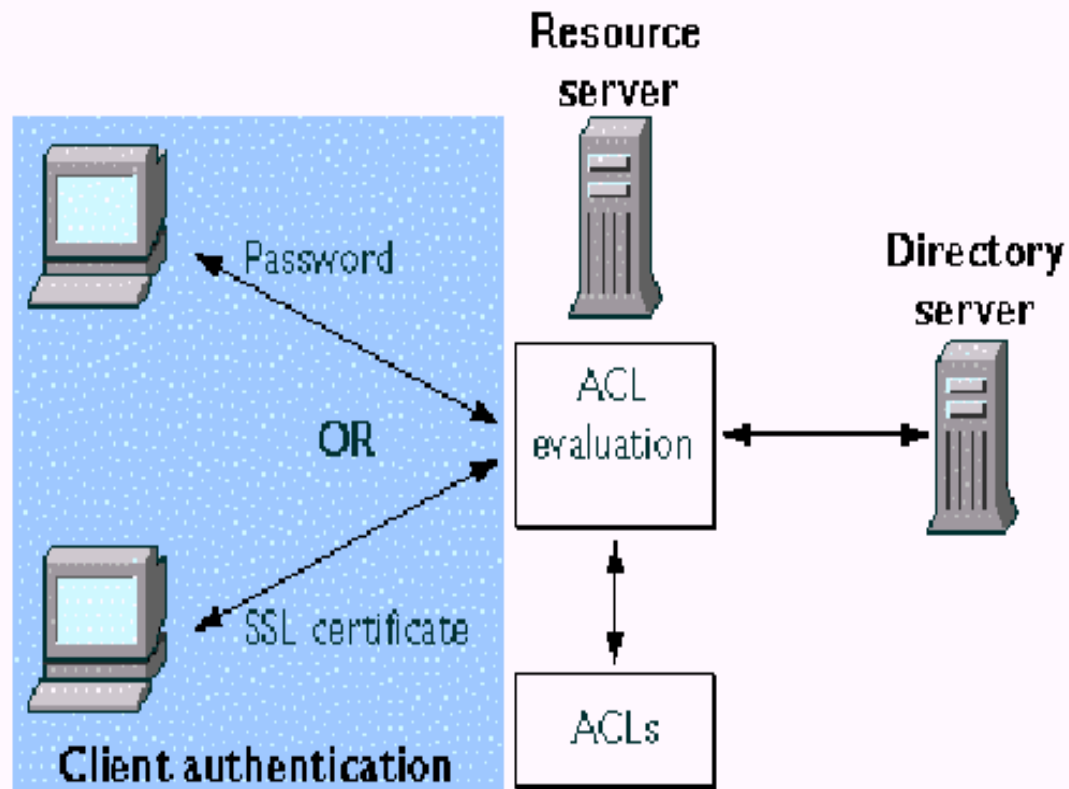 Resource
server
Password
Directory
server
ACL
evaluation
OR
SSL certificate
ACLs
Client authentication